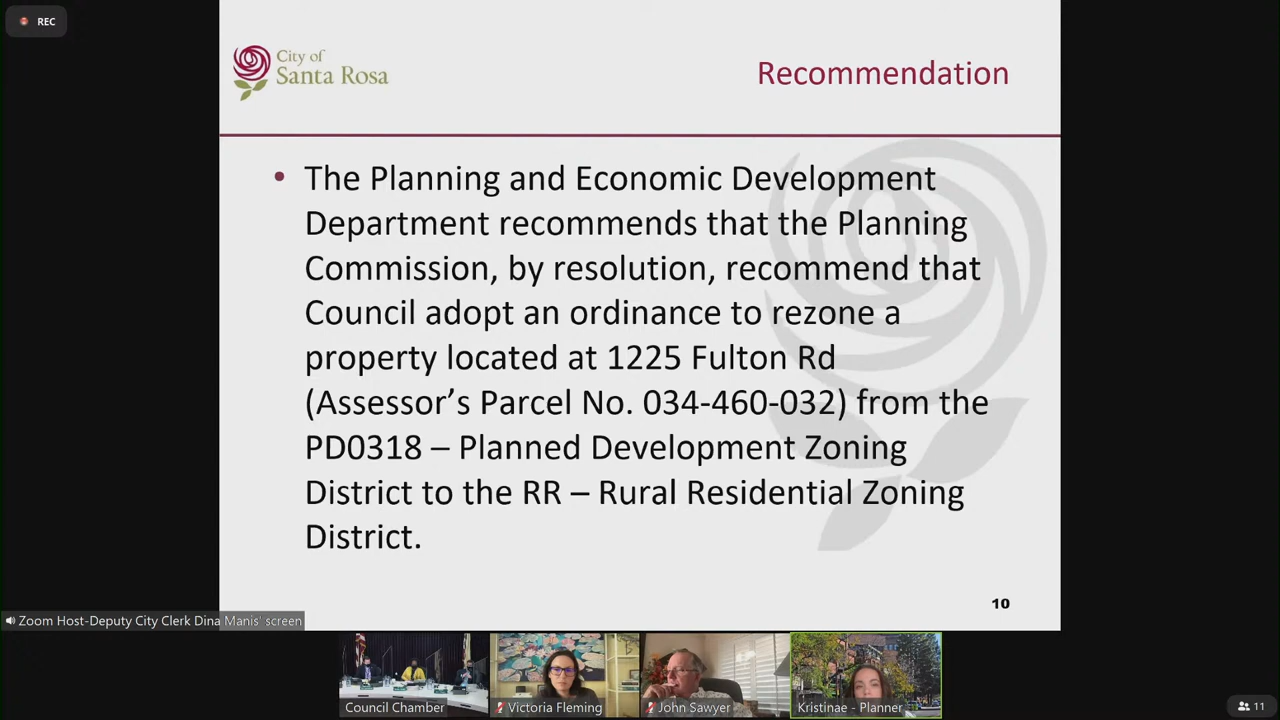 REC
City of
Santa Rosa
Recommendation
• The Planning and Economic Development
Department recommends that the Planning
Commission, by resolution, recommend that
Council adopt an ordinance to rezone a
property located at 1225 Fulton Rd
(Assessor’s Parcel No. 034-460-032) from the
PD0318 – Planned Development Zoning
District to the RR – Rural Residential Zoning
District.
10
Zoom Host-Deputy City Clerk Dina Manis' screen
Council Chamber
Victoria Fleming
John Sawyer
Kristinae - Planner
11